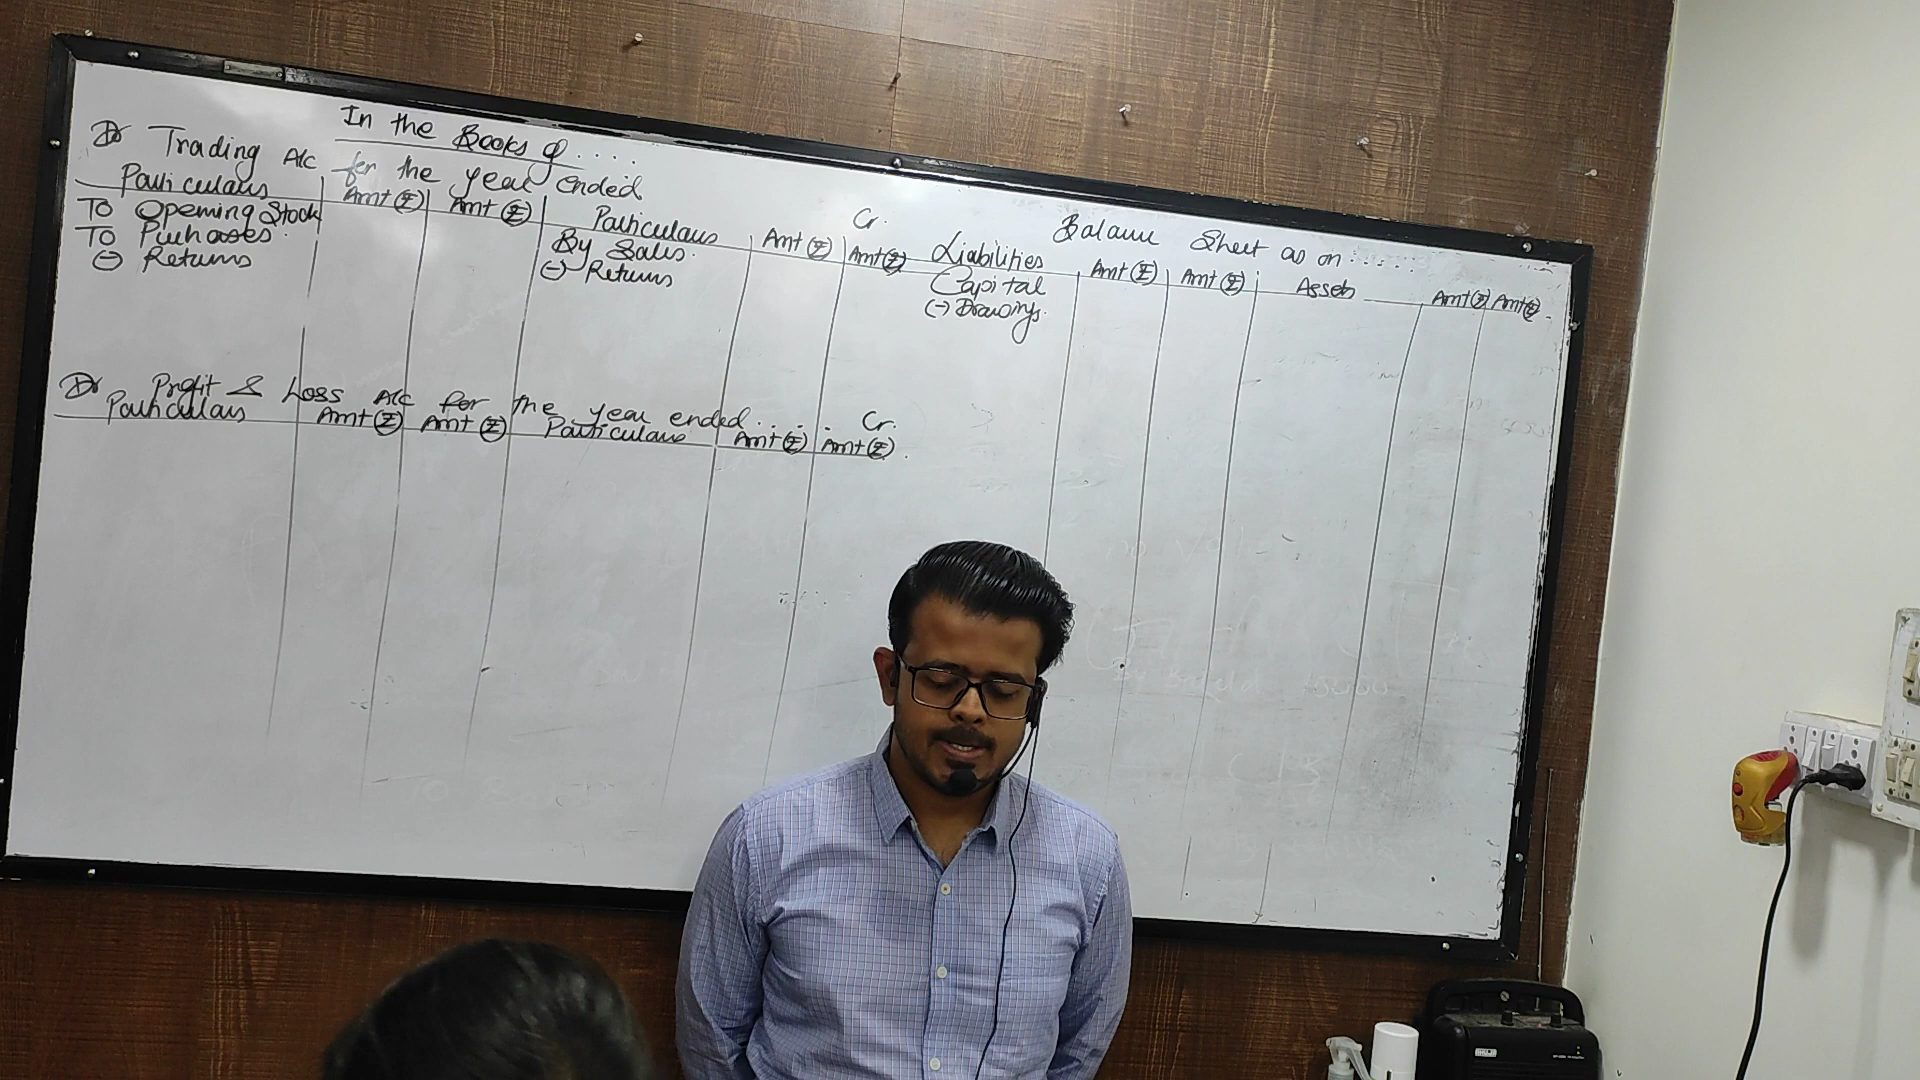 In the Books of ....
Dr Trading A/c for the year ended Cr.
Particulars Amt (₹) Amt (₹) Particulars Amt (₹) Amt (₹)
To Opening Stock By Sales.
To Purchases. (-) Returns
(-) Returns
Dr Profit & Loss A/c for the year ended..... Cr.
Particulars Amt (₹) Amt (₹) Particulars Amt (₹) Amt (₹)
Balance Sheet as on ......
Liabilities Amt (₹) Amt (₹) Assets Amt (₹) Amt (₹)
Capital
(-) Drawings.